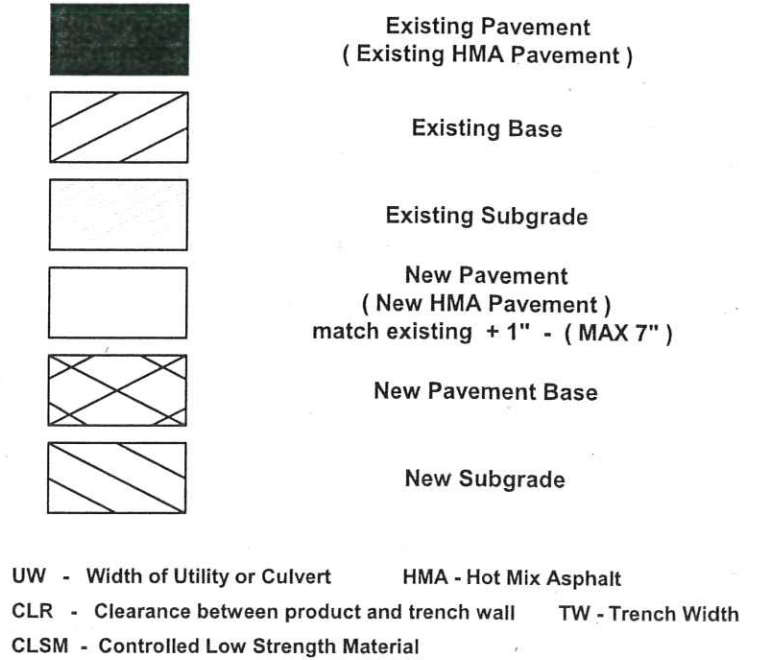 Existing Pavement
( Existing HMA Pavement )
Existing Base
Existing Subgrade
New Pavement
( New HMA Pavement )
match existing + 1" - ( MAX 7" )
New Pavement Base
New Subgrade
UW - Width of Utility or Culvert HMA - Hot Mix Asphalt
CLR - Clearance between product and trench wall TW - Trench Width
CLSM - Controlled Low Strength Material